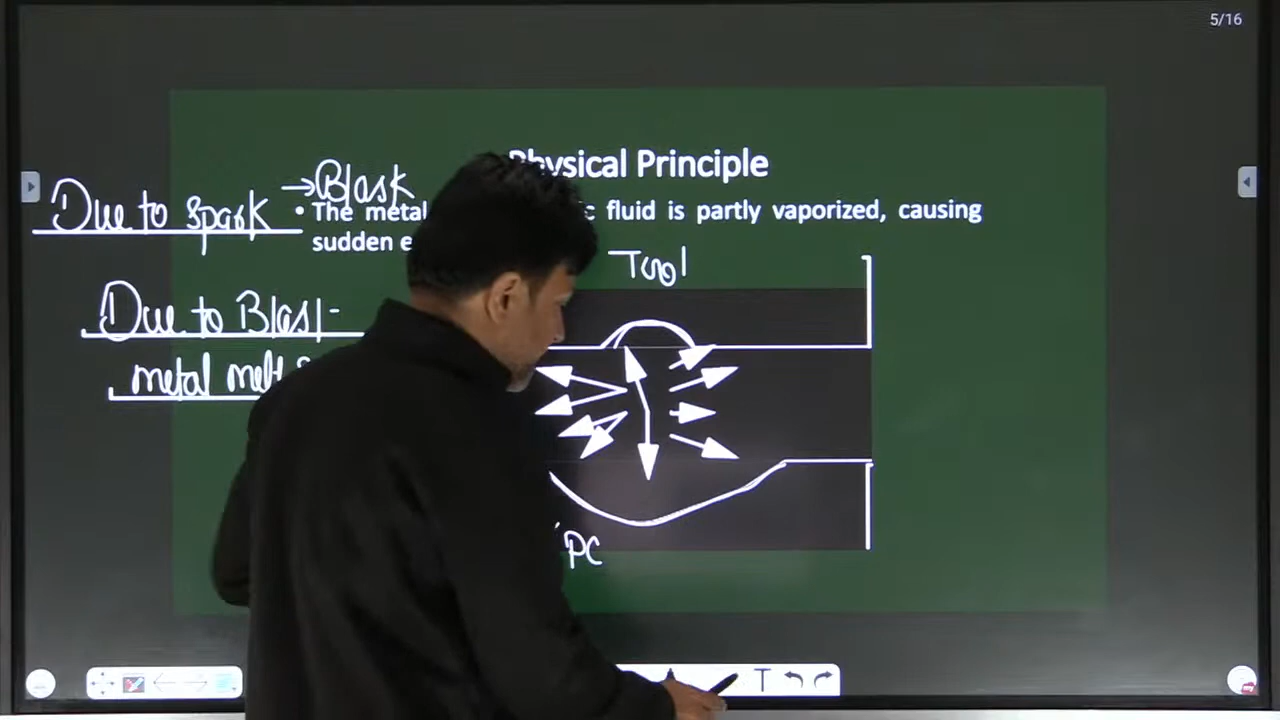 5/16
Physical Principle
→Blask
Due to spark
• The metal fluid is partly vaporized, causing
sudden
Tool
Due to Blast
metal melt
PC
T